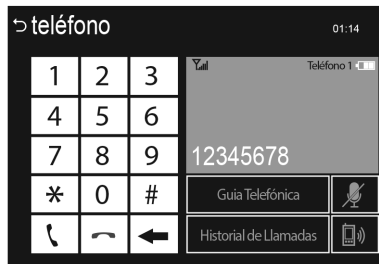 teléfono
01:14
1 2 3
Teléfono 1
4 5 6
7 8 9
12345678
* 0 #
Guia Telefónica
Historial de Llamadas